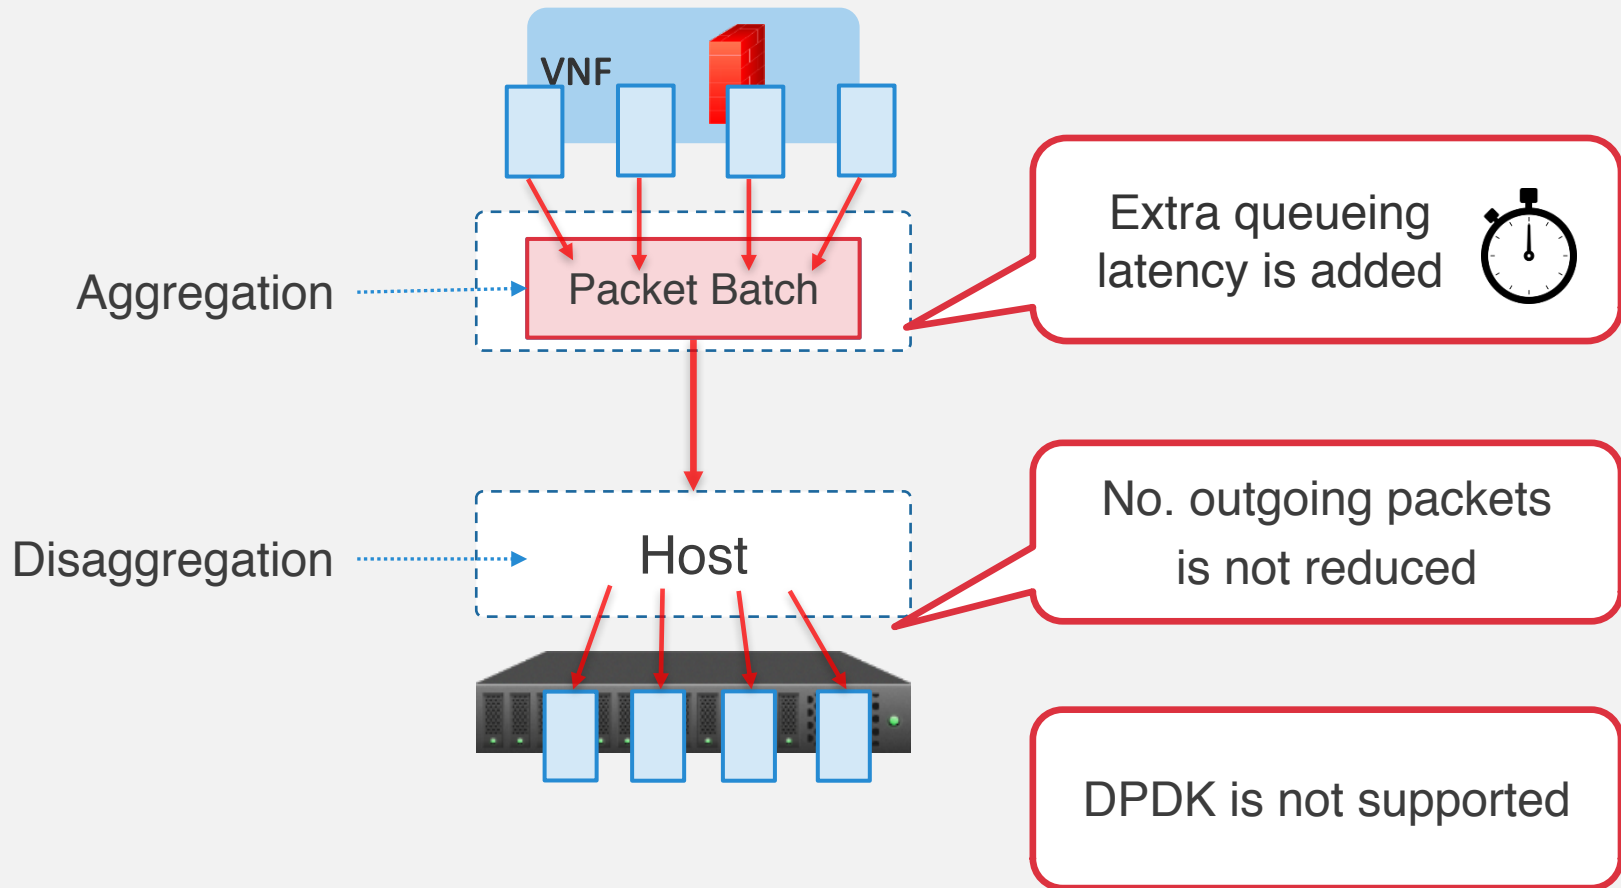 VNF
Aggregation
Packet Batch
Extra queueing
latency is added
Disaggregation
Host
No. outgoing packets
is not reduced
DPDK is not supported